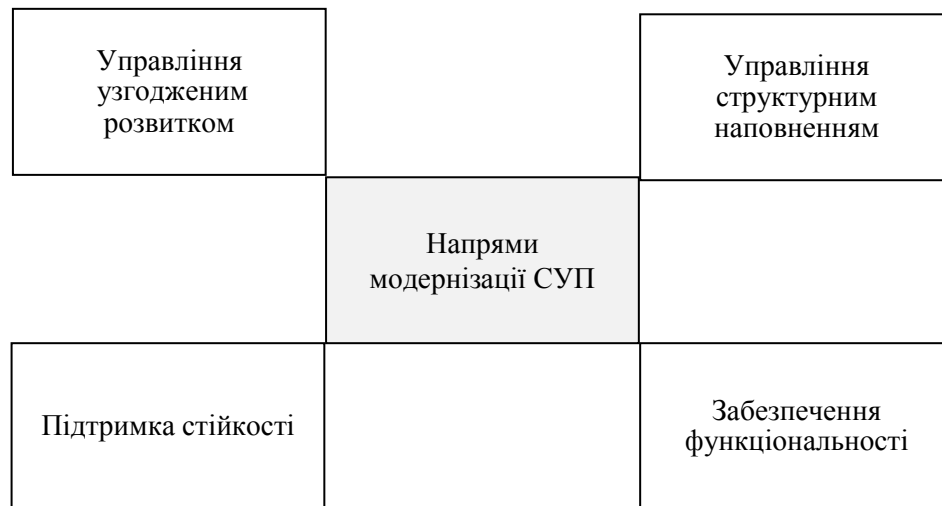 Управління
узгодженим
розвитком
Управління
структурним
наповненням
Напрями
модернізації СУП
Підтримка стійкості
Забезпечення
функціональності